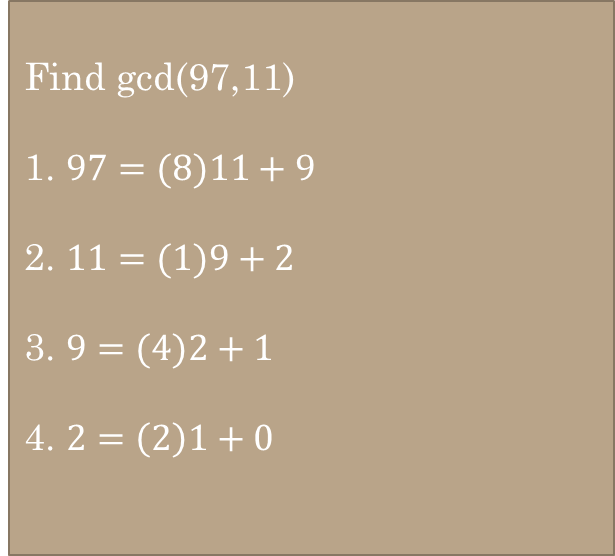 Find gcd(97,11)
1. 97 = (8)11 + 9
2. 11 = (1)9 + 2
3. 9 = (4)2 + 1
4. 2 = (2)1 + 0